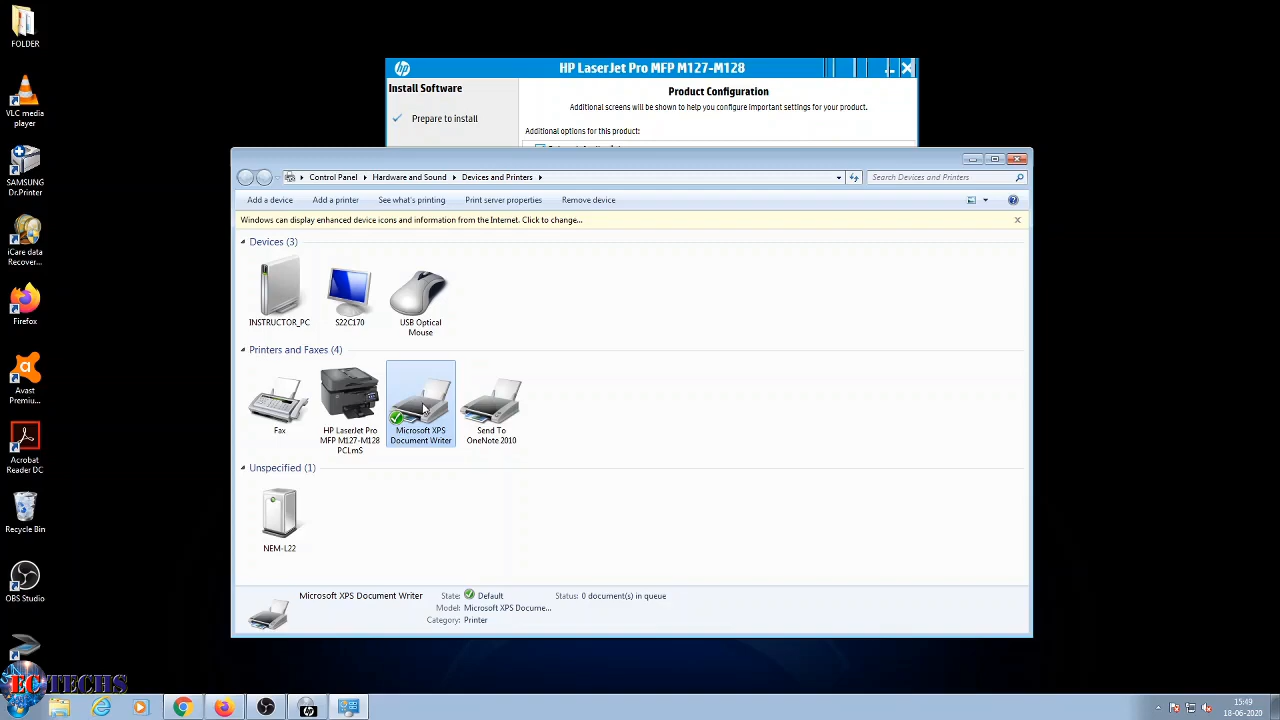 FOLDER
VLC media
player
SAMSUNG
Dr.Printer
iCare data
Recover...
Firefox
Avast
Premiu...
Acrobat
Reader DC
Recycle Bin
OBS Studio
EC TECHS
hp
HP LaserJet Pro MFP M127-M128
Install Software
Prepare to install
Product Configuration
Additional screens will be shown to help you configure important settings for your product.
Additional options for this product:
Control Panel
Hardware and Sound
Devices and Printers
Search Devices and Printers
Add a device
Add printer
See what's printing
Print server properties
Remove device
Windows can display enhanced device icons and information from the Internet. Click to change...
Devices (3)
INSTRUCTOR_PC
S22C170
USB Optical
Mouse
Printers and Faxes (4)
Fax
HP LaserJet Pro
MFP M127-M128
PCLmS
Microsoft XPS
Document Writer
Send To
OneNote 2010
Unspecified (1)
NEM-L22
Microsoft XPS Document Writer
State: Default
Status: 0 document(s) in queue
Model: Microsoft XPS Docume...
Category: Printer
15:49
18-06-2020